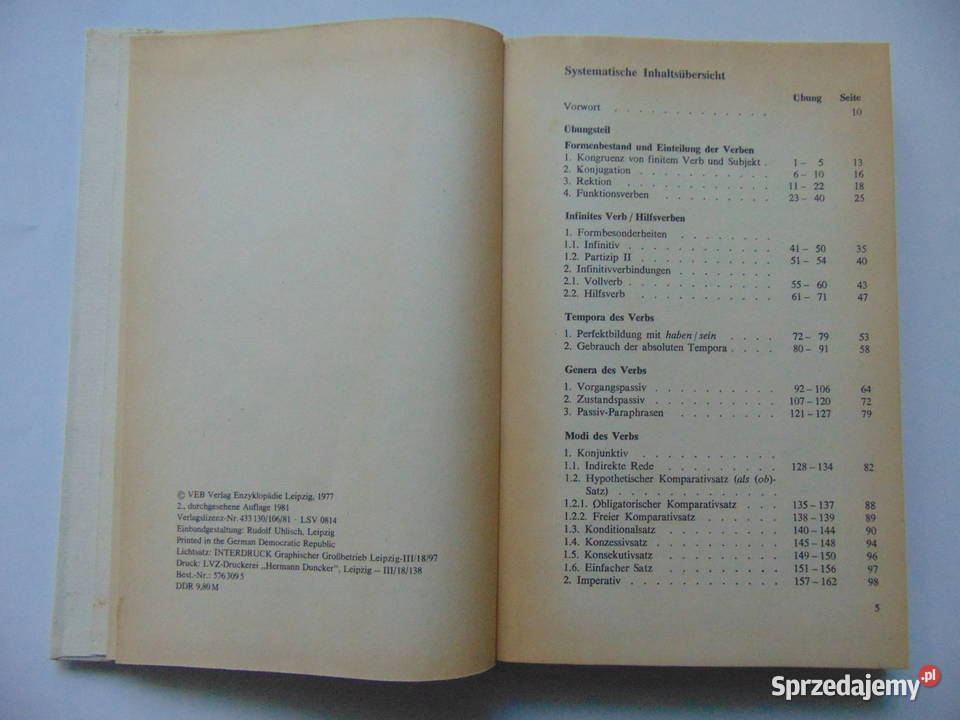 © VEB Verlag Enzyklopädie Leipzig, 1977
2., durchgesehene Auflage 1981
Verlagslizenz-Nr. 433 130/106/81 · LSV 0814
Einbundgestaltung: Rudolf Uhlisch, Leipzig
Printed in the German Democratic Republic
Lichtsatz: INTERDRUCK Graphischer Großbetrieb Leipzig-III/18/97
Druck: LVZ-Druckerei „Hermann Duncker", Leipzig – III/18/138
Best.-Nr.: 576 309 5
DDR 9,80 M
Systematische Inhaltsübersicht
Übung Seite
Vorwort . . . . . . . . . . . . 10
Übungsteil
Formenbestand und Einteilung der Verben
1. Kongruenz von finitem Verb und Subjekt . 1 – 5 13
2. Konjugation . . . . . . . . . . 6 – 10 16
3. Rektion . . . . . . . . . . . 11 – 22 18
4. Funktionsverben . . . . . . . . . 23 – 40 25
Infinites Verb / Hilfsverben
1. Formbesonderheiten . . . . . . . .
1.1. Infinitiv . . . . . . . . . . . 41 – 50 35
1.2. Partizip II . . . . . . . . . . 51 – 54 40
2. Infinitivverbindungen . . . . . . . .
2.1. Vollverb . . . . . . . . . . . 55 – 60 43
2.2. Hilfsverb . . . . . . . . . . . 61 – 71 47
Tempora des Verbs
1. Perfektbildung mit haben / sein . . . . 72 – 79 53
2. Gebrauch der absoluten Tempora . . . . 80 – 91 58
Genera des Verbs
1. Vorgangspassiv . . . . . . . . . 92 – 106 64
2. Zustandspassiv . . . . . . . . . 107 – 120 72
3. Passiv-Paraphrasen . . . . . . . . 121 – 127 79
Modi des Verbs
1. Konjunktiv . . . . . . . . . .
1.1. Indirekte Rede . . . . . . . . . 128 – 134 82
1.2. Hypothetischer Komparativsatz (als (ob)-
Satz) . . . . . . . . . . . .
1.2.1. Obligatorischer Komparativsatz . . . . 135 – 137 88
1.2.2. Freier Komparativsatz . . . . . . 138 – 139 89
1.3. Konditionalsatz . . . . . . . . . 140 – 144 90
1.4. Konzessivsatz . . . . . . . . . 145 – 148 94
1.5. Konsekutivsatz . . . . . . . . . 149 – 150 96
1.6. Einfacher Satz . . . . . . . . . 151 – 156 97
2. Imperativ . . . . . . . . . . . 157 – 162 98
5
Sprzedajemy.pl